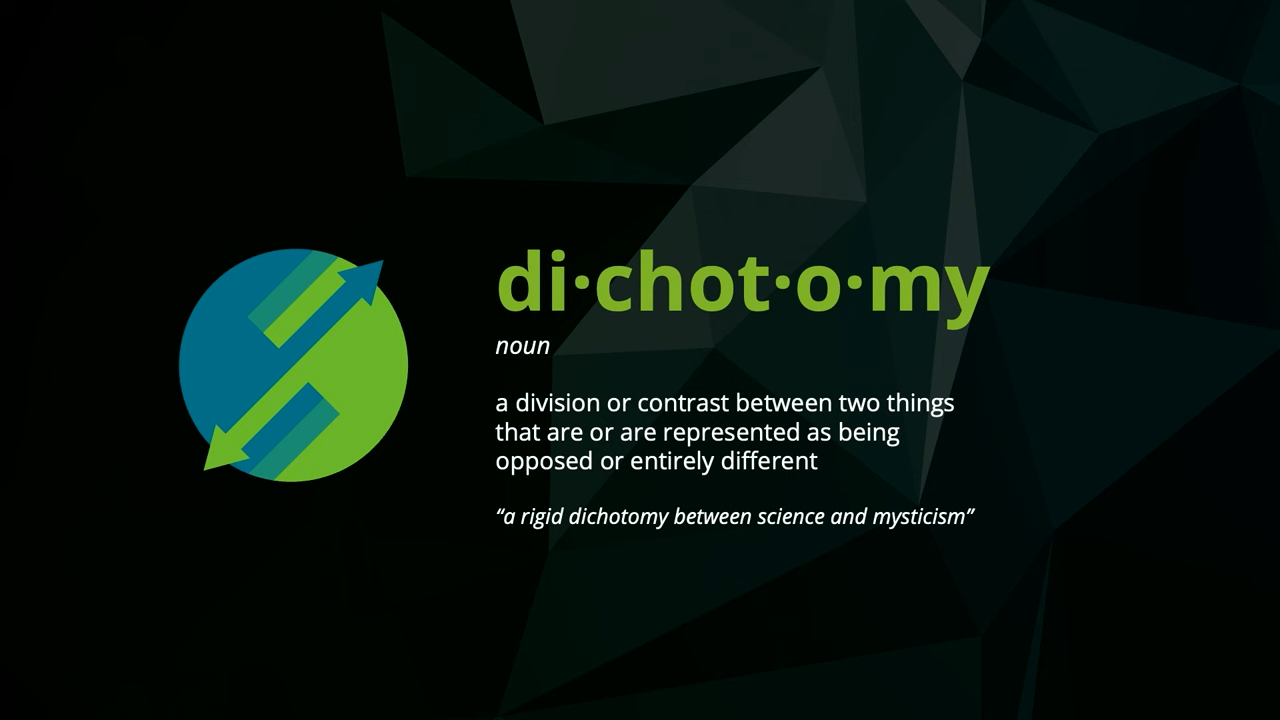 di·chot·o·my
noun
a division or contrast between two things
that are or are represented as being
opposed or entirely different
“a rigid dichotomy between science and mysticism”